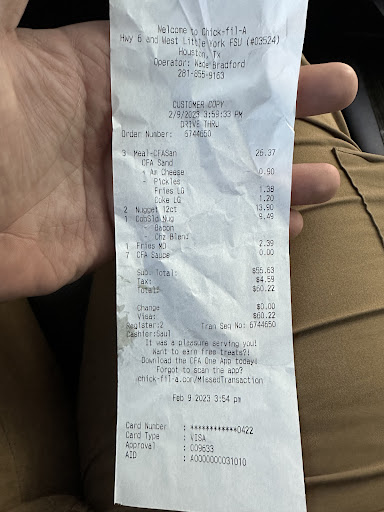 Welcome to Chick-fil-A
Hwy 6 and West Little York FSU (#03524)
Houston, TX
Operator: Wade Bradford
281-855-9163
CUSTOMER COPY
2/9/2023 3:59:33 PM
DRIVE THRU
Order Number: 5744650
3 Meal-CFASan 26.37
CFA Sand
+ Am Cheese 0.90
- Pickles
Fries LG 1.38
Coke LG 1.20
2 Nugget 12ct 13.90
1 CobSld Nug 9.49
- Bacon
- Chz Blend
1 Fries MD 2.39
7 CFA Sauce 0.00
Sub. Total: $55.63
Tax: $4.59
Total: $60.22
Change $0.00
Visa: $60.22
Register:2 Tran Seq No: 5744650
Cashier:Saul
It was a pleasure serving you!
Want to earn free treats?!
Download the CFA One App today!
Forgot to scan the app?
chick-fil-a.com/MissedTransaction
Feb 9 2023 3:54 pm
Card Number : ************0422
Card Type : VISA
Approval : 009633
AID : A0000000031010